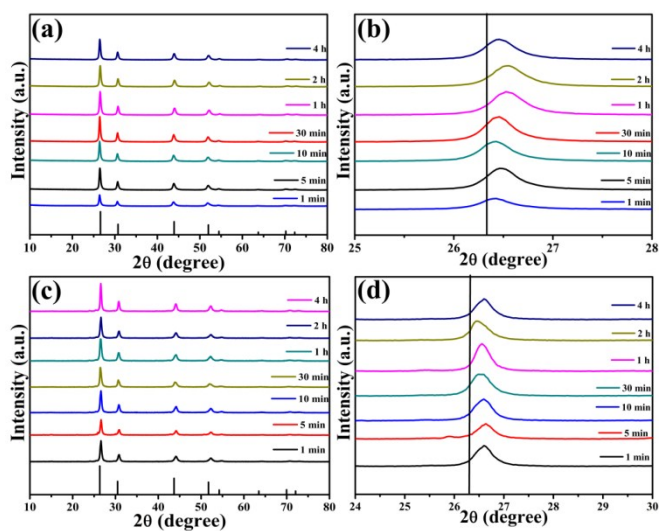 (a)
4 h
2 h
1 h
30 min
10 min
5 min
1 min
Intensity (a.u.)
10 20 30 40 50 60 70 80
2θ (degree)
(b)
4 h
2 h
1 h
30 min
10 min
5 min
1 min
Intensity (a.u.)
25 26 27 28
2θ (degree)
(c)
4 h
2 h
1 h
30 min
10 min
5 min
1 min
Intensity (a.u.)
10 20 30 40 50 60 70 80
2θ (degree)
(d)
4 h
2 h
1 h
30 min
10 min
5 min
1 min
Intensity (a.u.)
24 25 26 27 28 29 30
2θ (degree)